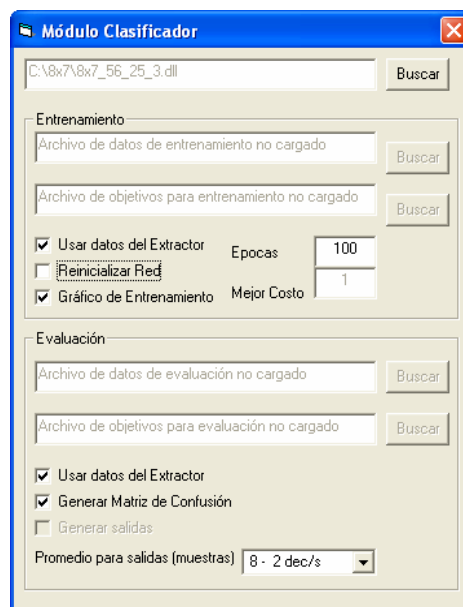 Módulo Clasificador
C:\8x7\8x7_56_25_3.dll Buscar
Entrenamiento
Archivo de datos de entrenamiento no cargado Buscar
Archivo de objetivos para entrenamiento no cargado Buscar
Usar datos del Extractor Epocas 100
Reinicializar Red
Gráfico de Entrenamiento Mejor Costo 1
Evaluación
Archivo de datos de evaluación no cargado Buscar
Archivo de objetivos para evaluación no cargado Buscar
Usar datos del Extractor
Generar Matriz de Confusión
Generar salidas
Promedio para salidas (muestras) 8 - 2 dec/s